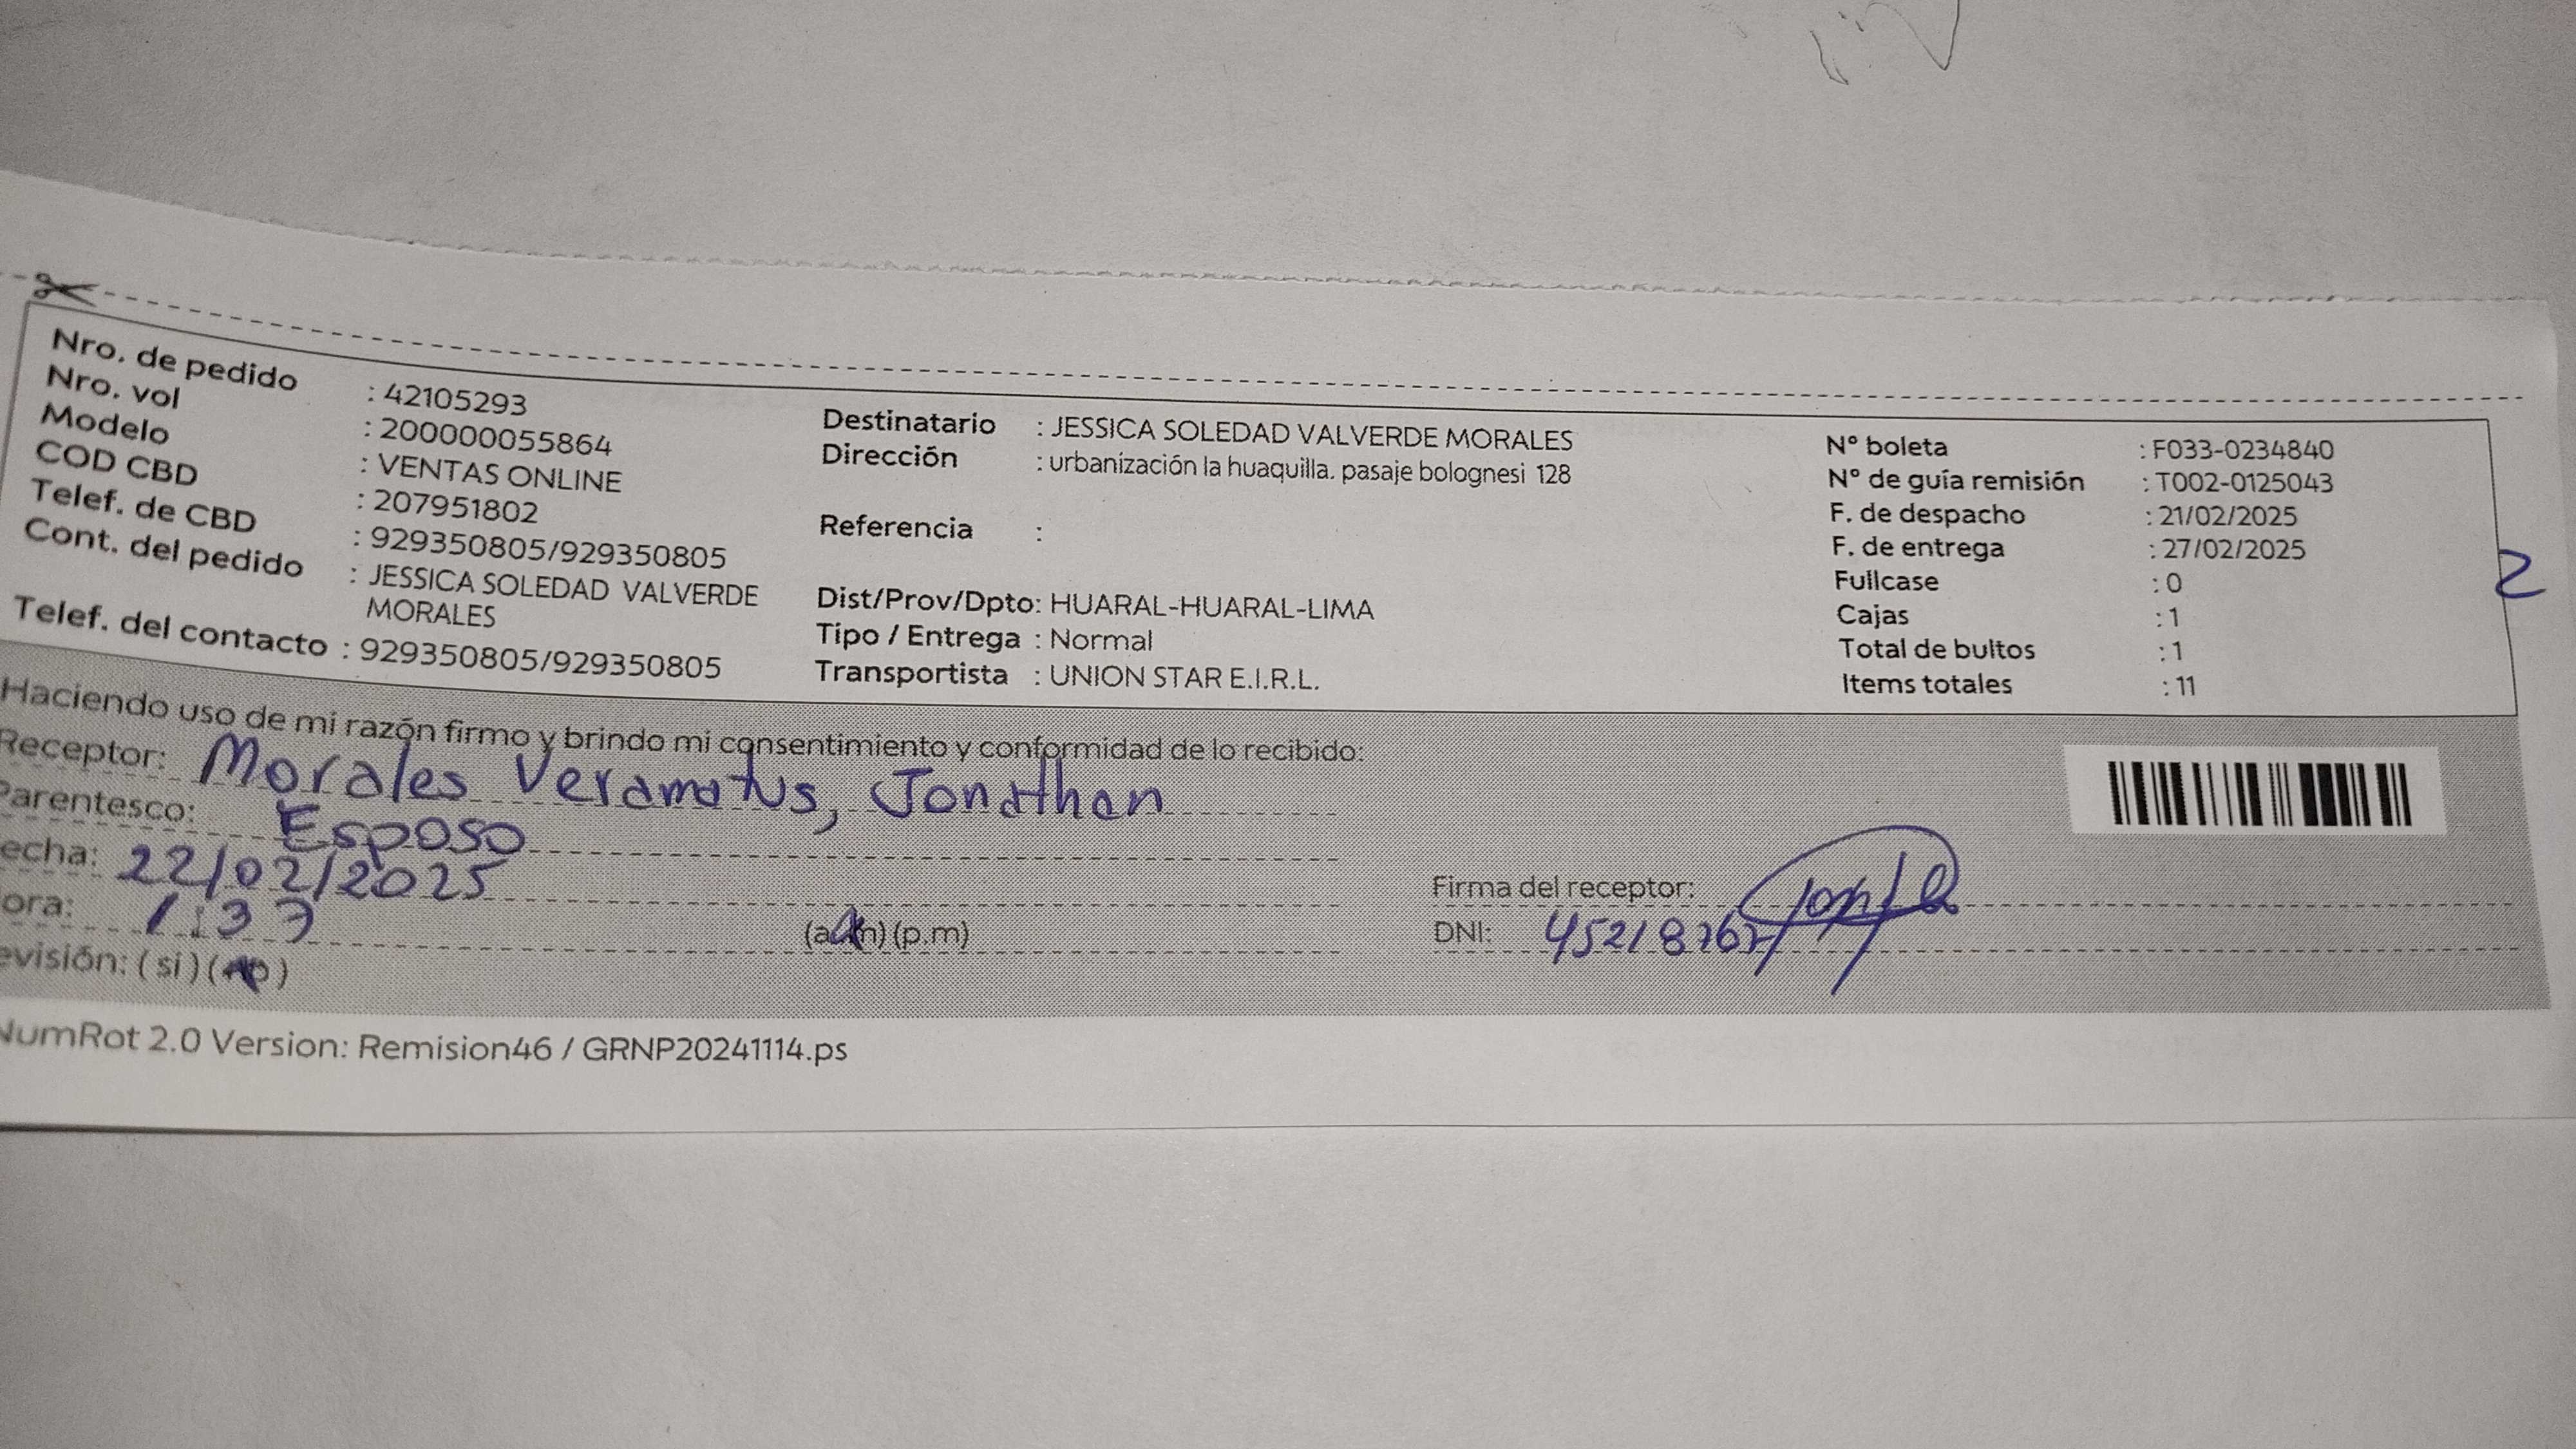 Nro. de pedido : 42105293
Nro. vol : 200000055864
Modelo : VENTAS ONLINE
COD CBD : 207951802
Telef. de CBD : 929350805/929350805
Cont. del pedido : JESSICA SOLEDAD VALVERDE
MORALES
Telef. del contacto : 929350805/929350805
Destinatario : JESSICA SOLEDAD VALVERDE MORALES
Dirección : urbanización la huaquilla. pasaje bolognesi 128
Referencia :
Dist/Prov/Dpto: HUARAL-HUARAL-LIMA
Tipo / Entrega : Normal
Transportista : UNION STAR E.I.R.L.
N° boleta : F033-0234840
N° de guía remisión : T002-0125043
F. de despacho : 21/02/2025
F. de entrega : 27/02/2025
Fullcase : 0
Cajas : 1
Total de bultos : 1
Items totales : 11
2
Haciendo uso de mi razón firmo y brindo mi consentimiento y conformidad de lo recibido:
Receptor: Morales Jonathan
Parentesco: Esposo
echa: 22/02/2025
ora: 1:37 (a.m) (p.m)
evisión: (si) (no)
Firma del receptor:
DNI:
NumRot 2.0 Version: Remision46 / GRNP20241114.ps